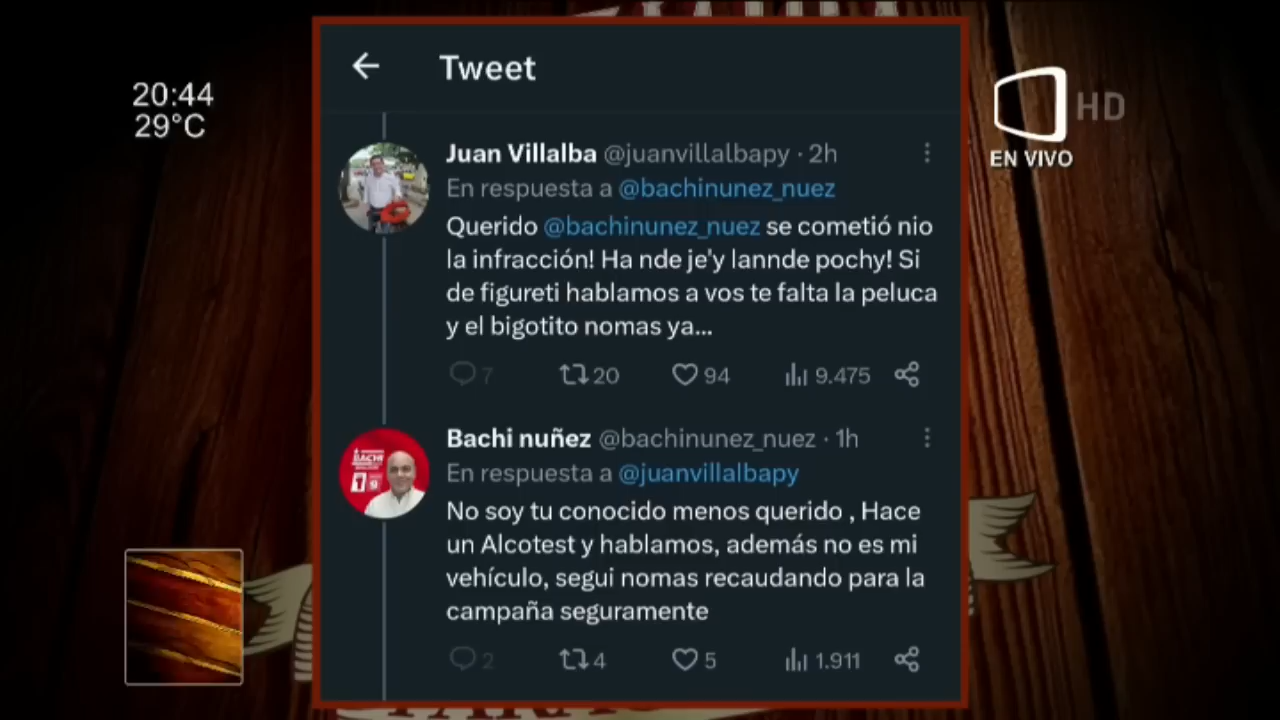 20:44
29°C
HD
EN VIVO
Tweet
Juan Villalba @juanvillalbapy · 2h
En respuesta a @bachinunez_nuez
Querido @bachinunez_nuez se cometió nio
la infracción! Ha nde je'y lannde pochy! Si
de figureti hablamos a vos te falta la peluca
y el bigotito nomas ya...
7 20 94 9.475
Bachi nuñez @bachinunez_nuez · 1h
En respuesta a @juanvillalbapy
No soy tu conocido menos querido , Hace
un Alcotest y hablamos, además no es mi
vehículo, segui nomas recaudando para la
campaña seguramente
2 4 5 1.911